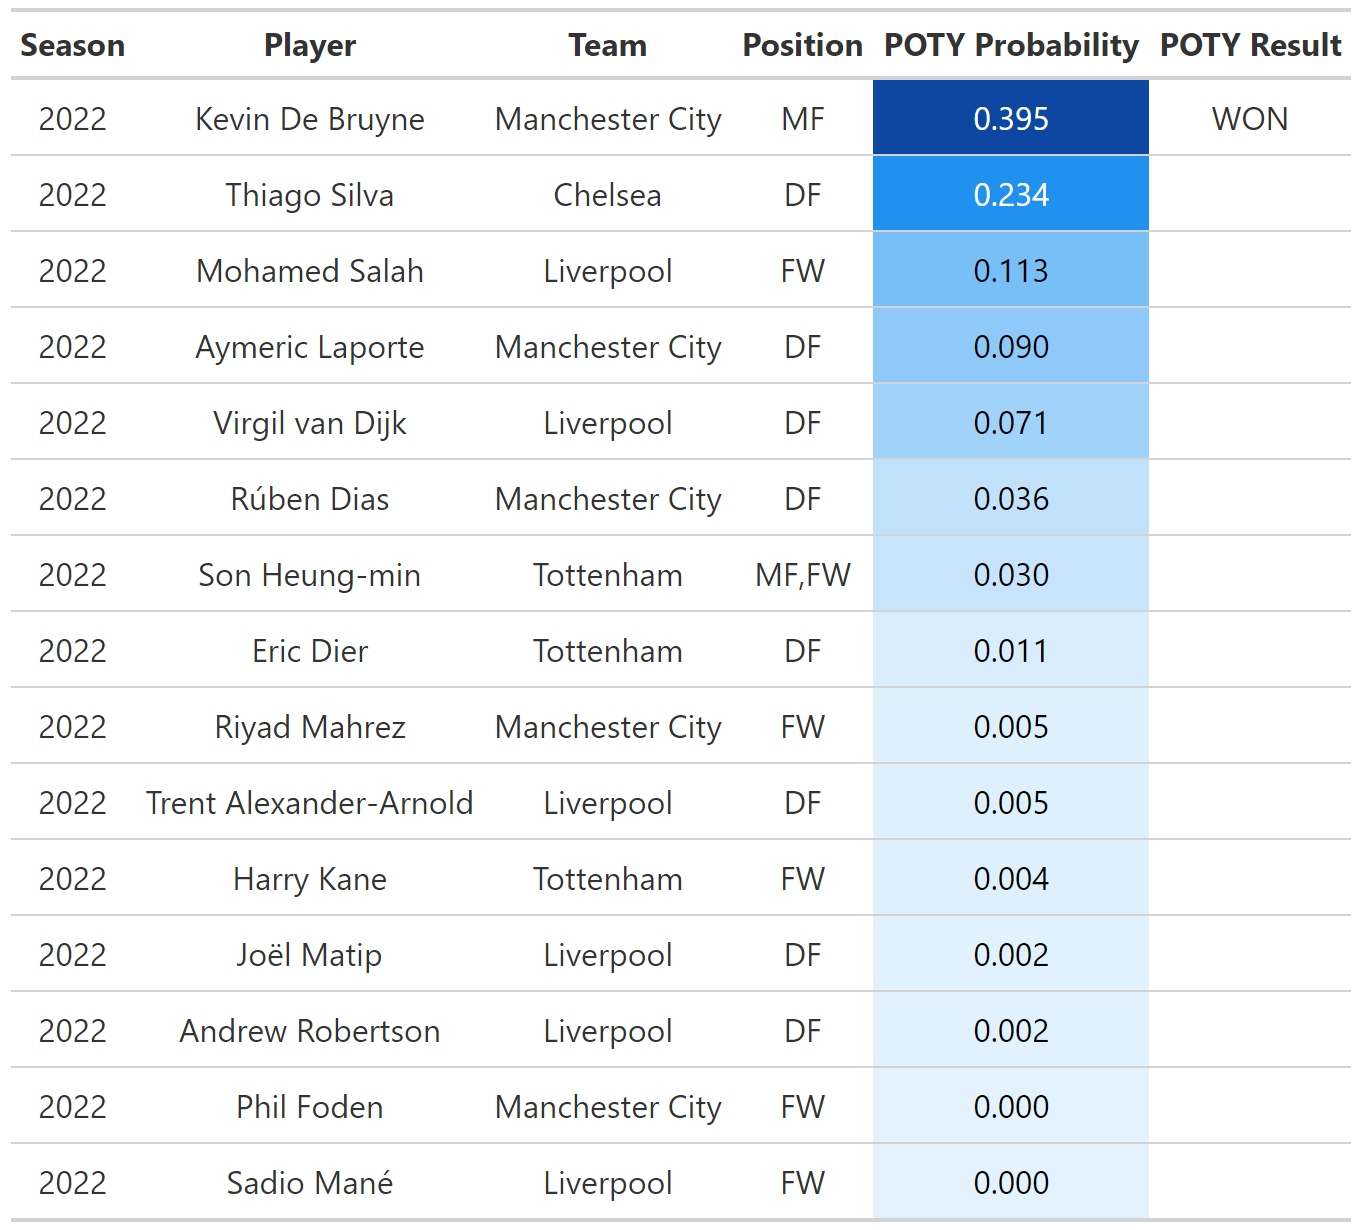 Season Player Team Position POTY Probability POTY Result
2022 Kevin De Bruyne Manchester City MF 0.395 WON
2022 Thiago Silva Chelsea DF 0.234
2022 Mohamed Salah Liverpool FW 0.113
2022 Aymeric Laporte Manchester City DF 0.090
2022 Virgil van Dijk Liverpool DF 0.071
2022 Rúben Dias Manchester City DF 0.036
2022 Son Heung-min Tottenham MF,FW 0.030
2022 Eric Dier Tottenham DF 0.011
2022 Riyad Mahrez Manchester City FW 0.005
2022 Trent Alexander-Arnold Liverpool DF 0.005
2022 Harry Kane Tottenham FW 0.004
2022 Joël Matip Liverpool DF 0.002
2022 Andrew Robertson Liverpool DF 0.002
2022 Phil Foden Manchester City FW 0.000
2022 Sadio Mané Liverpool FW 0.000